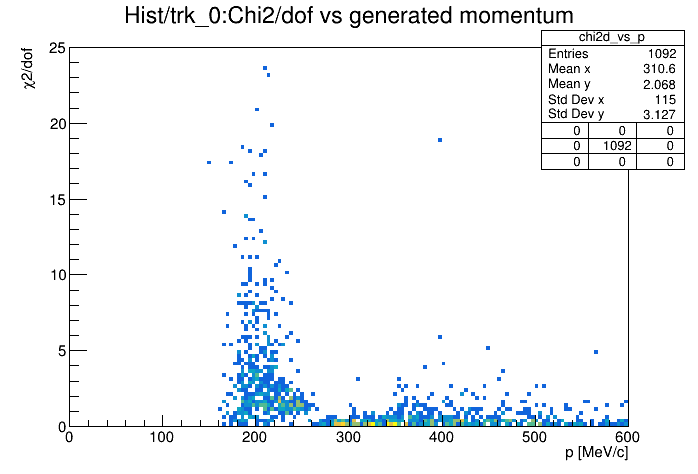 Hist/trk_0:Chi2/dof vs generated momentum
chi2d_vs_p
Entries 1092
Mean x 310.6
Mean y 2.068
Std Dev x 115
Std Dev y 3.127
0 0 0
0 1092 0
0 0 0
χ2/dof
25
20
15
10
5
0
0 100 200 300 400 500 600
p [MeV/c]